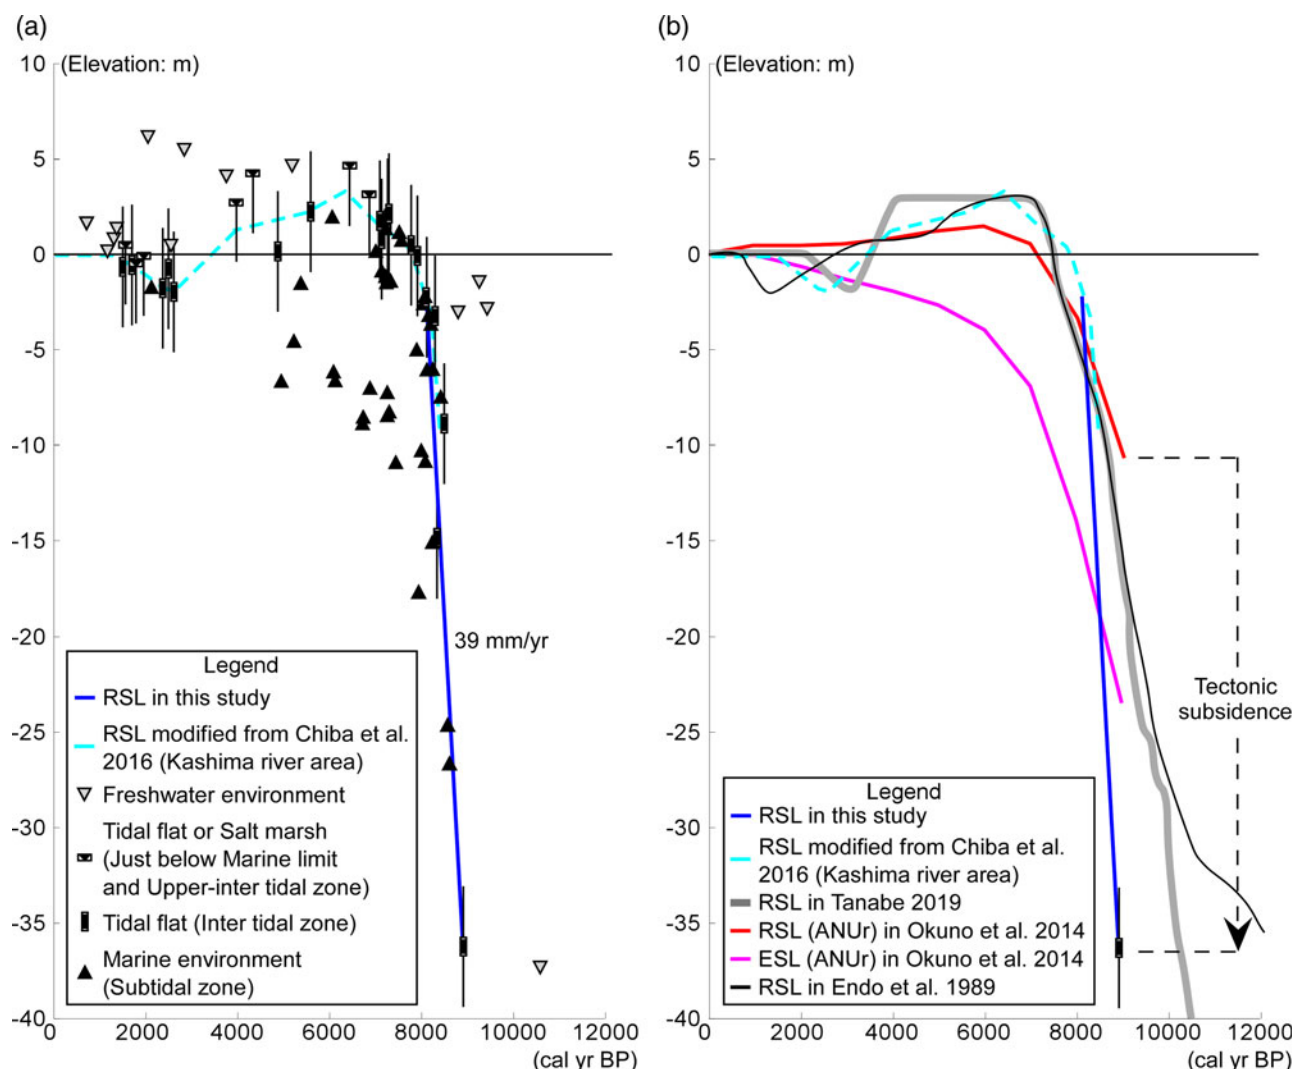 (a)
(Elevation: m)
10
5
0
-5
-10
-15
-20
-25
-30
-35
-40
39 mm/yr
Legend
RSL in this study
RSL modified from Chiba et al.
2016 (Kashima river area)
Freshwater environment
Tidal flat or Salt marsh
(Just below Marine limit
and Upper-inter tidal zone)
Tidal flat (Inter tidal zone)
Marine environment
(Subtidal zone)
0 2000 4000 6000 8000 10000 12000
(cal yr BP)
(b)
(Elevation: m)
10
5
0
-5
-10
-15
-20
-25
-30
-35
-40
Tectonic
subsidence
Legend
RSL in this study
RSL modified from Chiba et al.
2016 (Kashima river area)
RSL in Tanabe 2019
RSL (ANUr) in Okuno et al. 2014
ESL (ANUr) in Okuno et al. 2014
RSL in Endo et al. 1989
0 2000 4000 6000 8000 10000 12000
(cal yr BP)